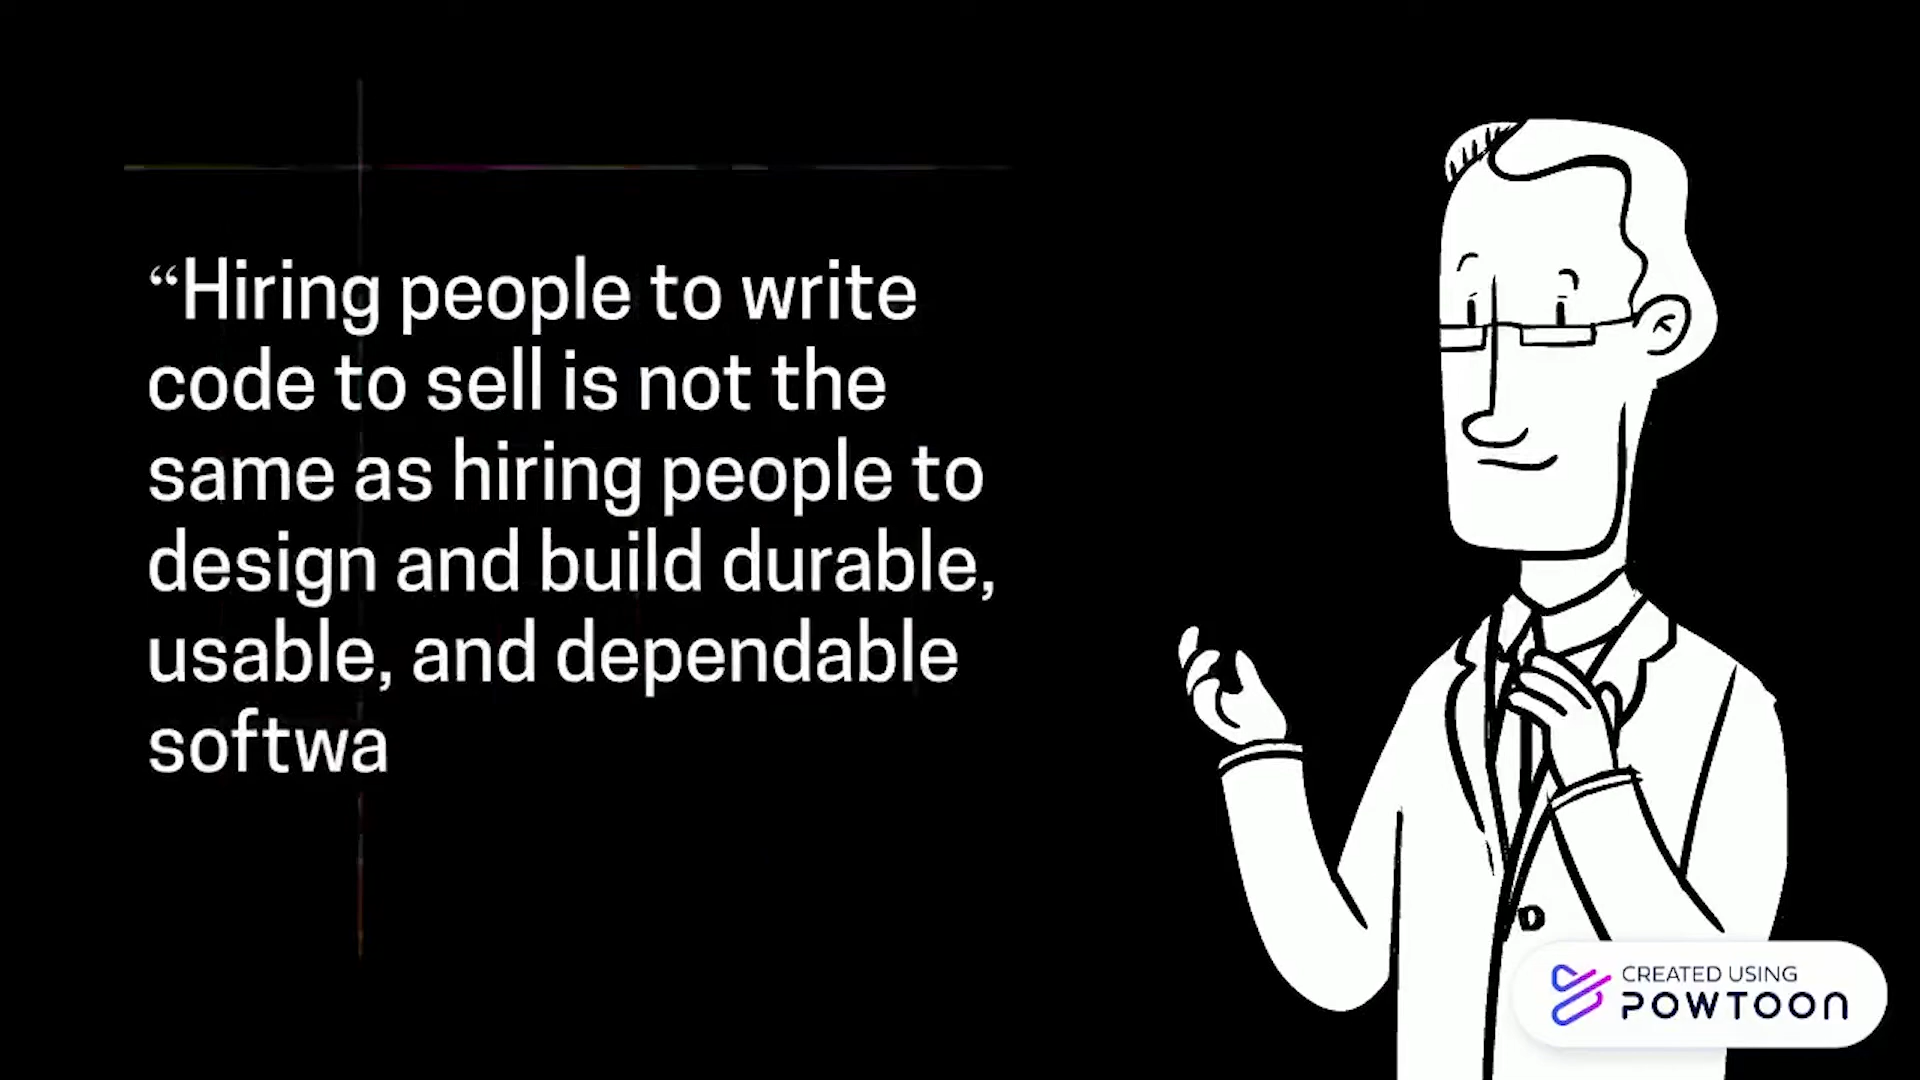 “Hiring people to write
code to sell is not the
same as hiring people to
design and build durable,
usable, and dependable
softwa
CREATED USING
POWTOON